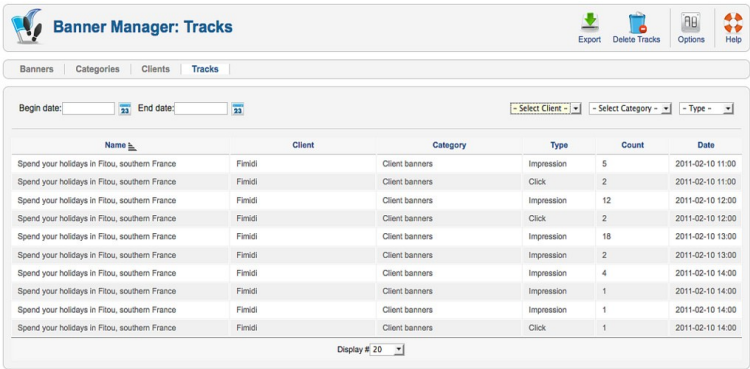 Banner Manager: Tracks
Export Delete Tracks Options Help
Banners Categories Clients Tracks
Begin date: 23 End date: 23 - Select Client - - Select Category - - Type -
Name Client Category Type Count Date
Spend your holidays in Fitou, southern France Fimidi Client banners Impression 5 2011-02-10 11:00
Spend your holidays in Fitou, southern France Fimidi Client banners Click 2 2011-02-10 11:00
Spend your holidays in Fitou, southern France Fimidi Client banners Impression 12 2011-02-10 12:00
Spend your holidays in Fitou, southern France Fimidi Client banners Click 2 2011-02-10 12:00
Spend your holidays in Fitou, southern France Fimidi Client banners Impression 18 2011-02-10 13:00
Spend your holidays in Fitou, southern France Fimidi Client banners Impression 2 2011-02-10 13:00
Spend your holidays in Fitou, southern France Fimidi Client banners Impression 4 2011-02-10 14:00
Spend your holidays in Fitou, southern France Fimidi Client banners Impression 1 2011-02-10 14:00
Spend your holidays in Fitou, southern France Fimidi Client banners Impression 1 2011-02-10 14:00
Spend your holidays in Fitou, southern France Fimidi Client banners Click 1 2011-02-10 14:00
Display # 20